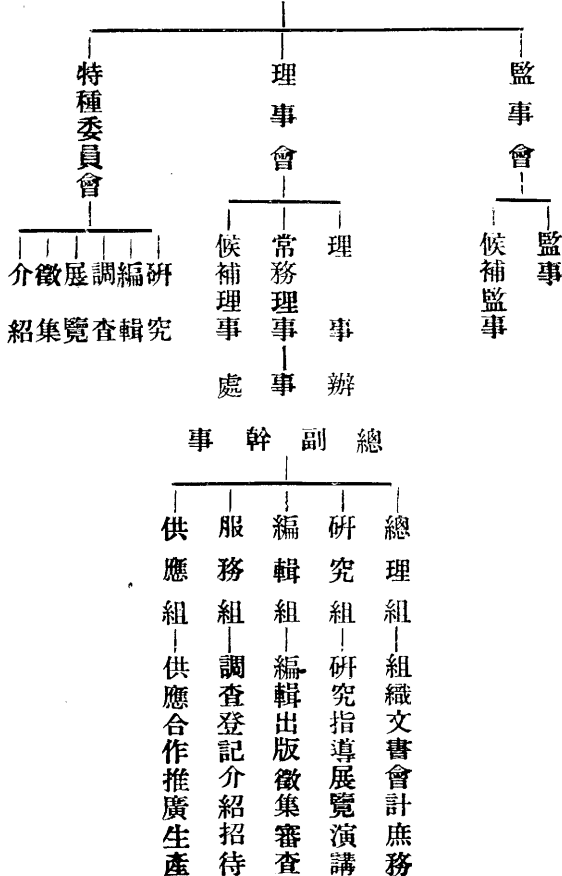 監事會
監事
候補監事
理事會
理事
常務理事
候補理事
辦事處
總副幹事
總理組
組織文書會計庶務
研究組
研究指導展覽演講
編輯組
編輯出版徵集審查
服務組
調查登記介紹招待
供應組
供應合作推廣生產
特種委員會
研究
編輯
調查
展覽
徵集
介紹